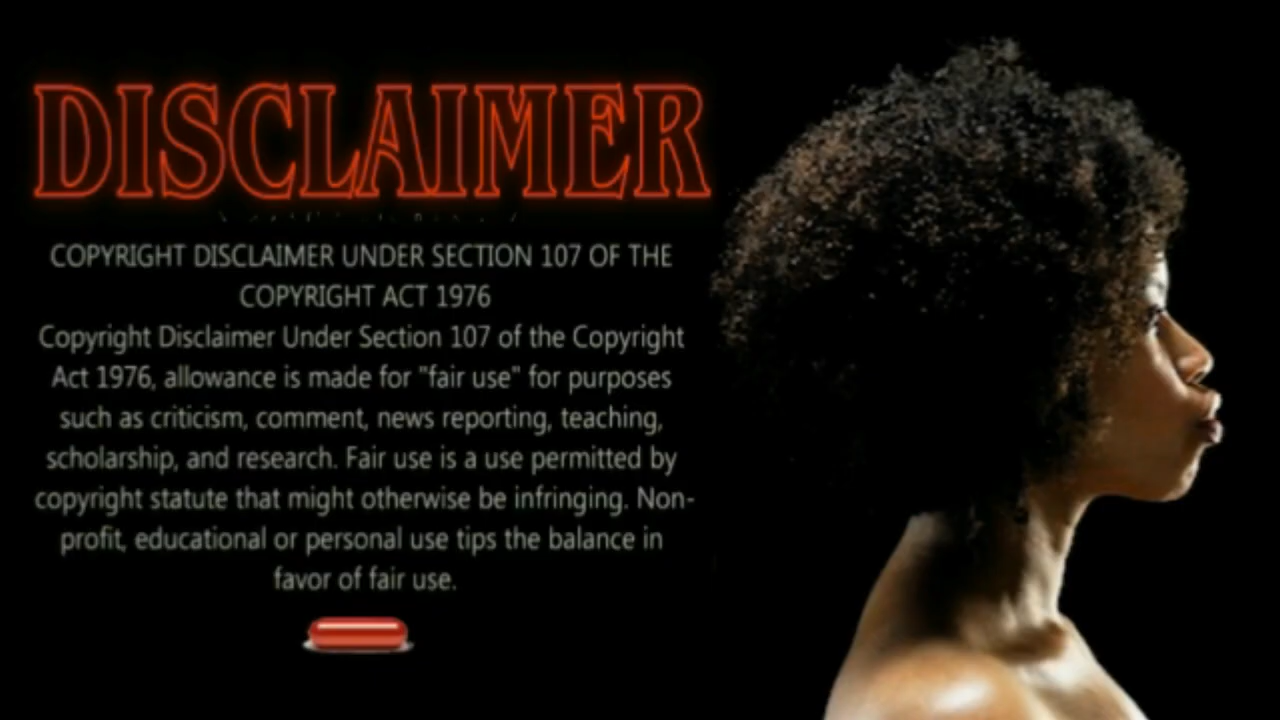 DISCLAIMER
COPYRIGHT DISCLAIMER UNDER SECTION 107 OF THE
COPYRIGHT ACT 1976
Copyright Disclaimer Under Section 107 of the Copyright
Act 1976, allowance is made for "fair use" for purposes
such as criticism, comment, news reporting, teaching,
scholarship, and research. Fair use is a use permitted by
copyright statute that might otherwise be infringing. Non-
profit, educational or personal use tips the balance in
favor of fair use.